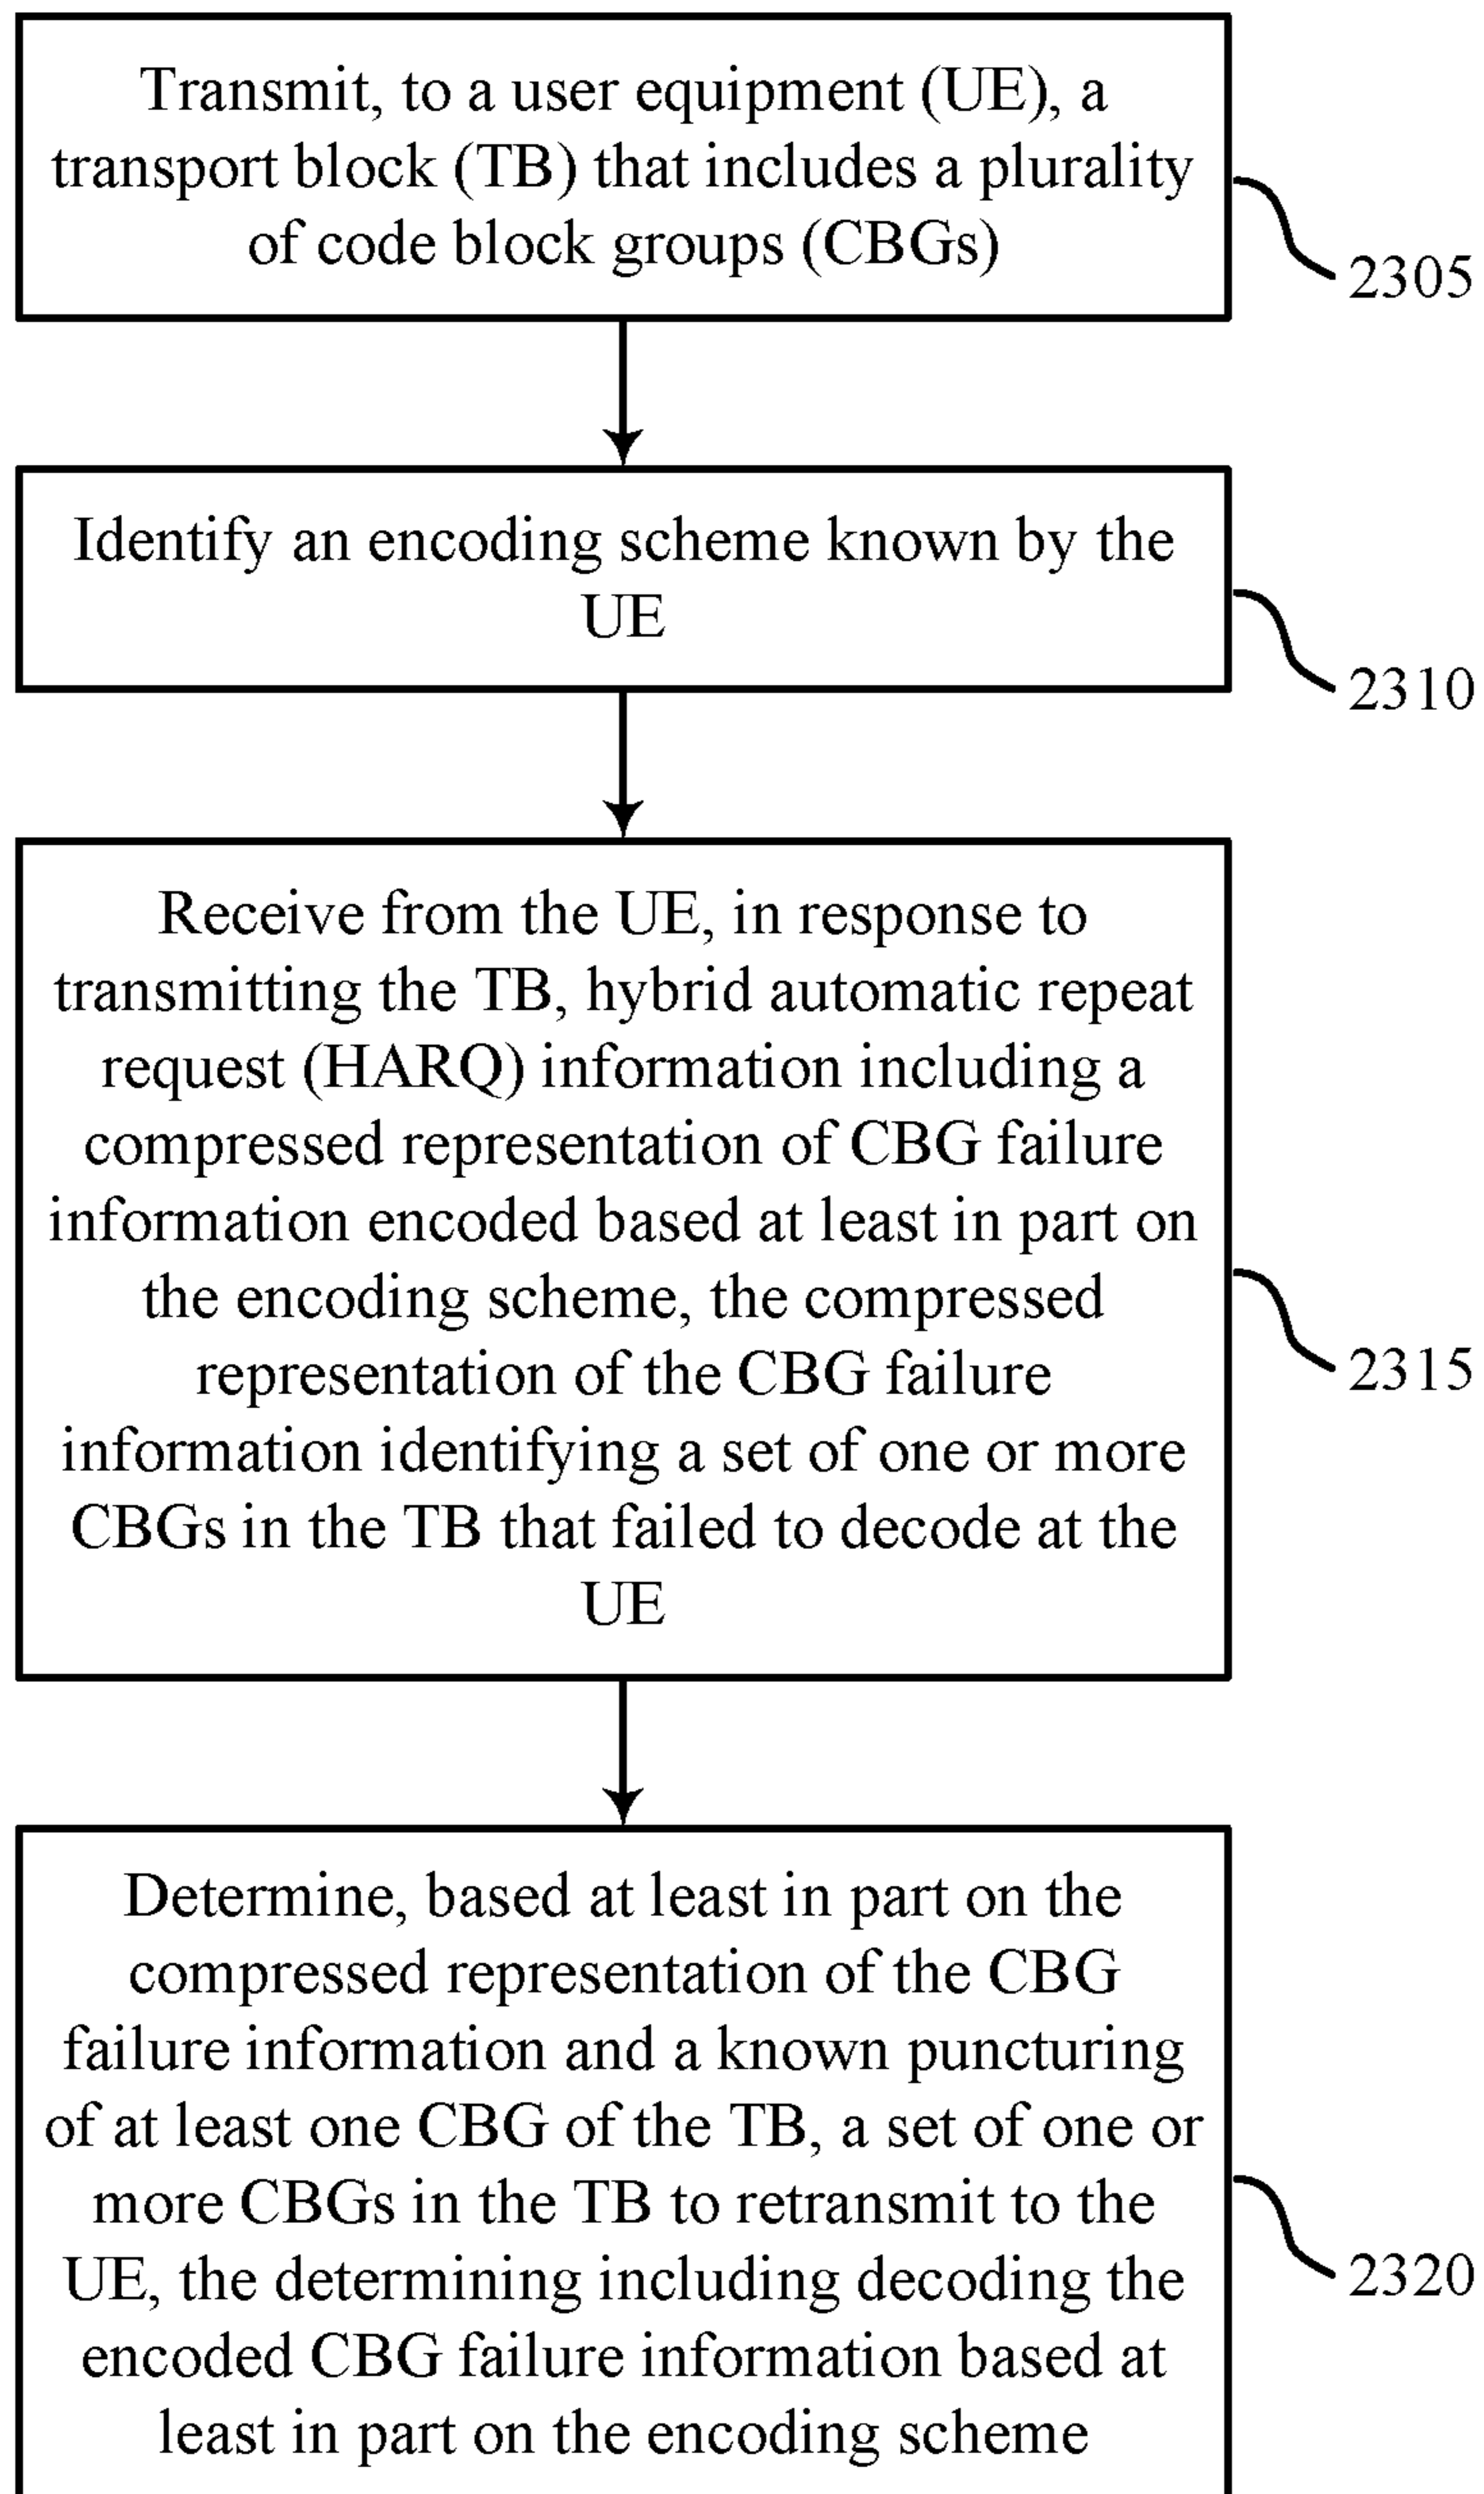 Transmit, to a user equipment (UE), a
transport block (TB) that includes a plurality
of code block groups (CBGs)
2305
Identify an encoding scheme known by the
UE
2310
Receive from the UE, in response to
transmitting the TB, hybrid automatic repeat
request (HARQ) information including a
compressed representation of CBG failure
information encoded based at least in part on
the encoding scheme, the compressed
representation of the CBG failure
information identifying a set of one or more
CBGs in the TB that failed to decode at the
UE
2315
Determine, based at least in part on the
compressed representation of the CBG
failure information and a known puncturing
of at least one CBG of the TB, a set of one or
more CBGs in the TB to retransmit to the
UE, the determining including decoding the
encoded CBG failure information based at
least in part on the encoding scheme
2320